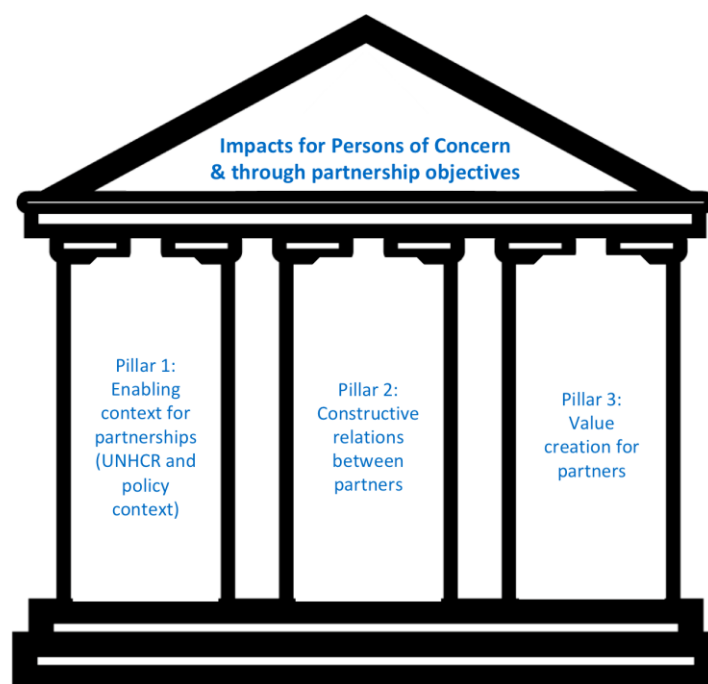 Impacts for Persons of Concern
& through partnership objectives
Pillar 1:
Enabling
context for
partnerships
(UNHCR and
policy
context)
Pillar 2:
Constructive
relations
between
partners
Pillar 3:
Value
creation for
partners